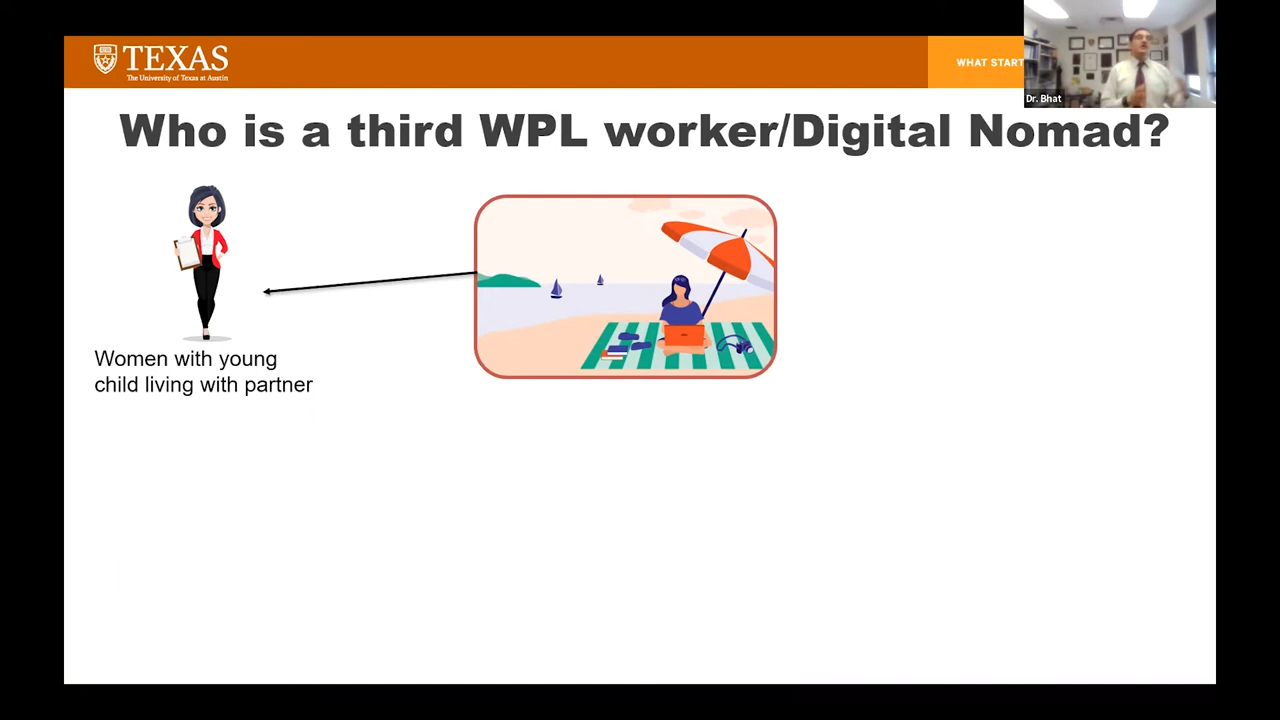 TEXAS
The University of Texas at Austin
WHAT START
Dr. Bhat
Who is a third WPL worker/Digital Nomad?
Women with young
child living with partner